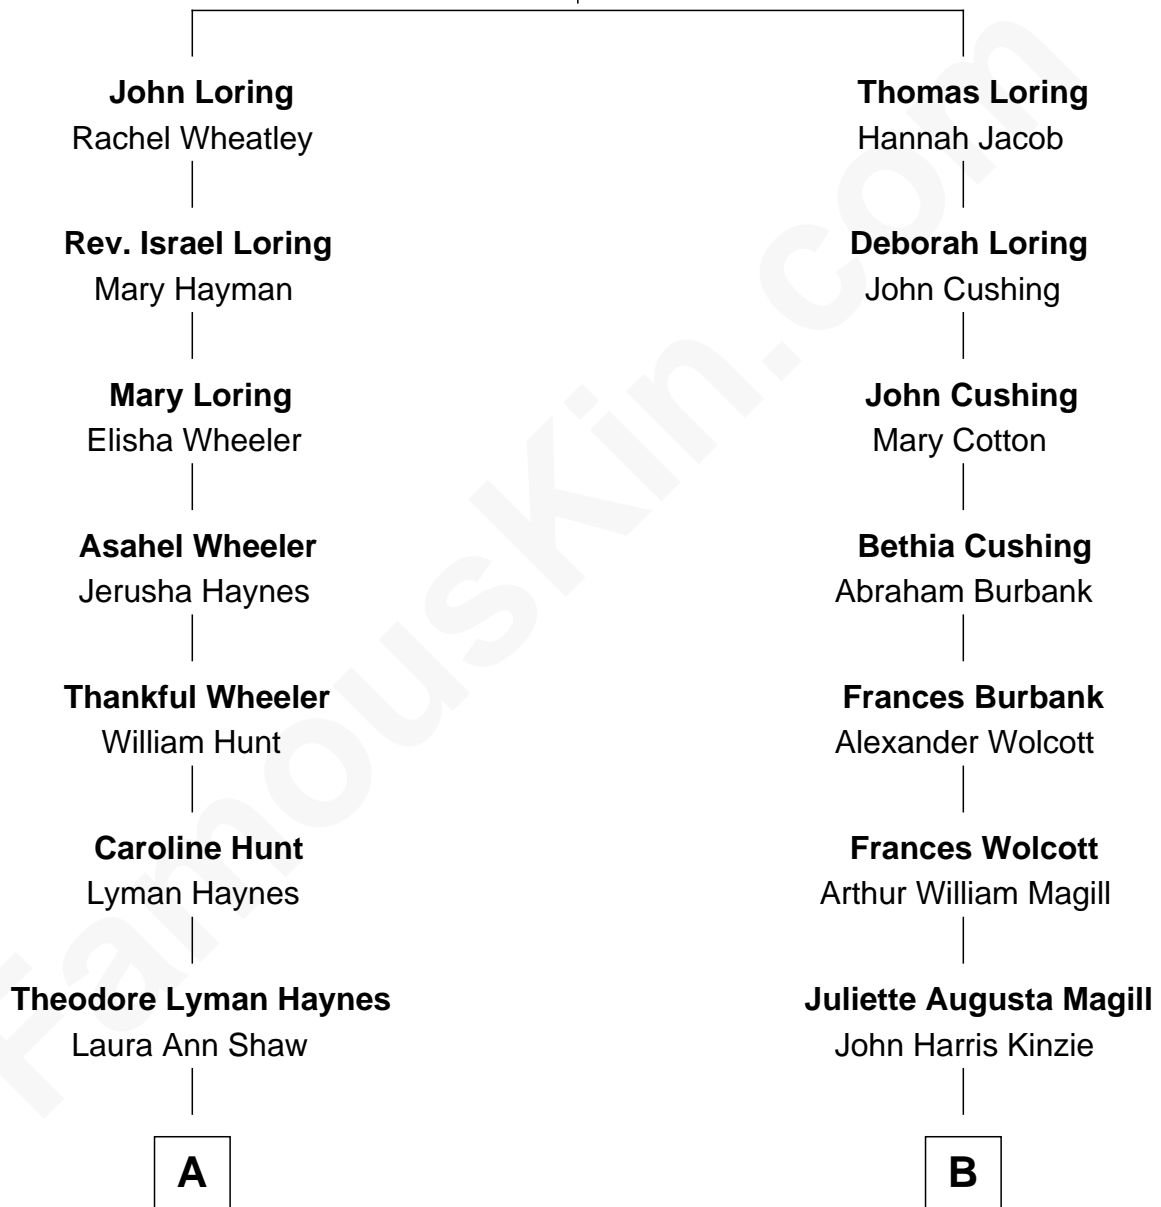 John Loring
Rachel Wheatley
Rev. Israel Loring
Mary Hayman
Mary Loring
Elisha Wheeler
Asahel Wheeler
Jerusha Haynes
Thankful Wheeler
William Hunt
Caroline Hunt
Lyman Haynes
Theodore Lyman Haynes
Laura Ann Shaw
A
Thomas Loring
Hannah Jacob
Deborah Loring
John Cushing
John Cushing
Mary Cotton
Bethia Cushing
Abraham Burbank
Frances Burbank
Alexander Wolcott
Frances Wolcott
Arthur William Magill
Juliette Augusta Magill
John Harris Kinzie
B
FamousKin.com